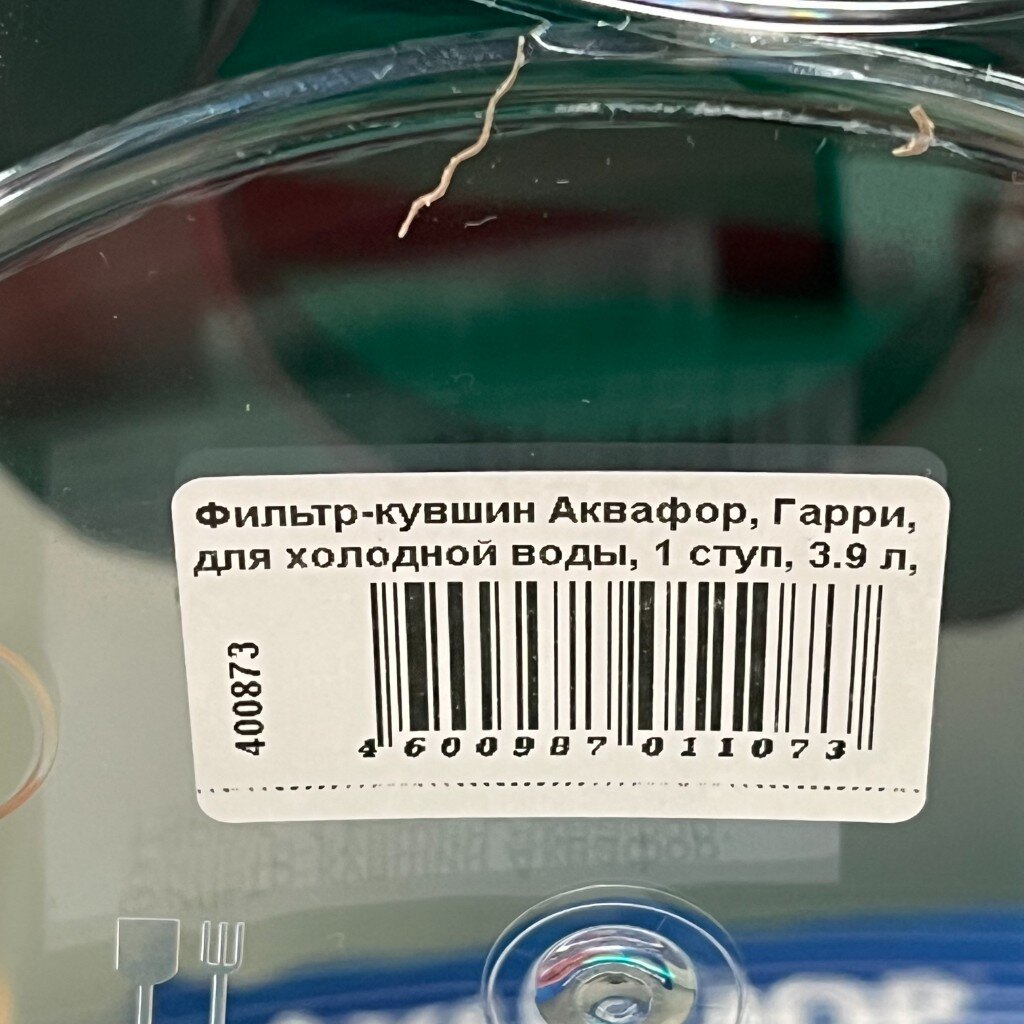 Фильтр-кувшин Аквафор, Гарри,
для холодной воды, 1 ступ, 3.9 л,
400873
4600987011073